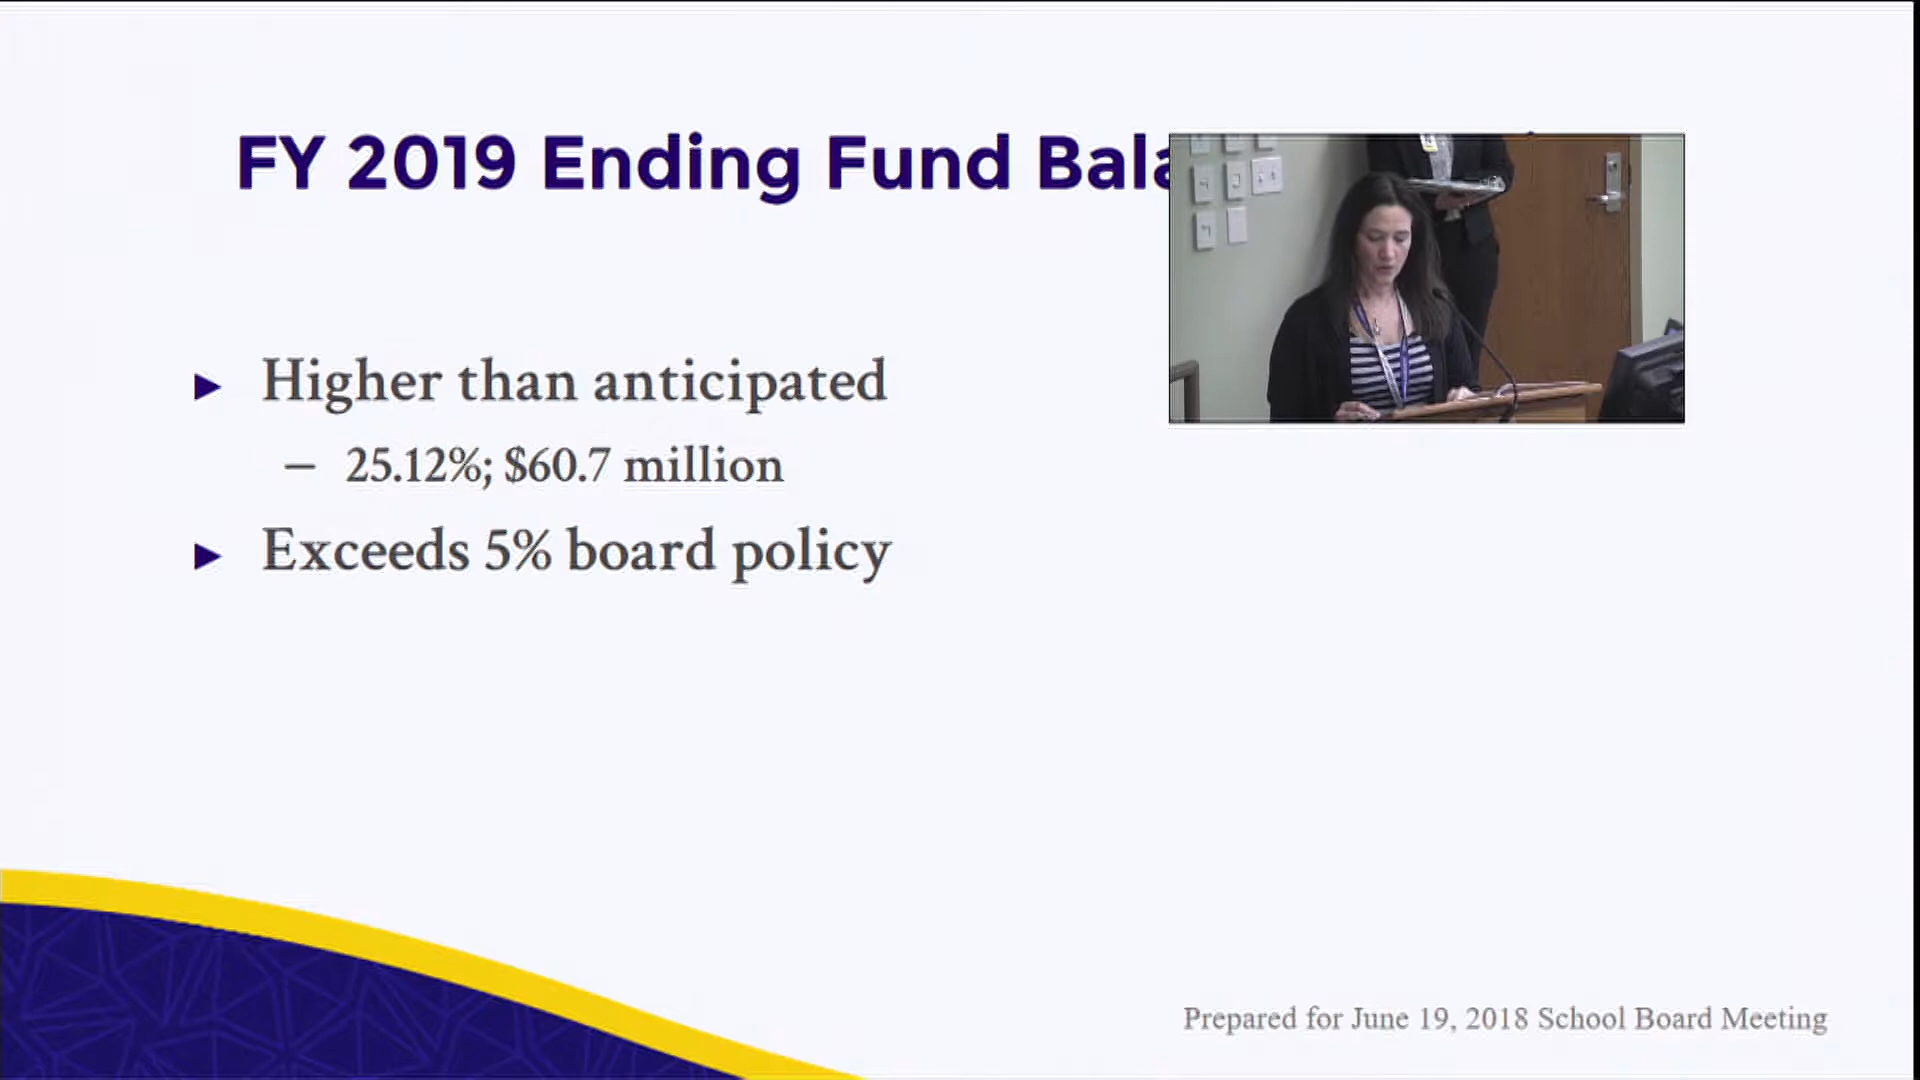 FY 2019 Ending Fund
► Higher than anticipated
– 25.12%; $60.7 million
► Exceeds 5% board policy
Prepared for June 19, 2018 School Board Meeting